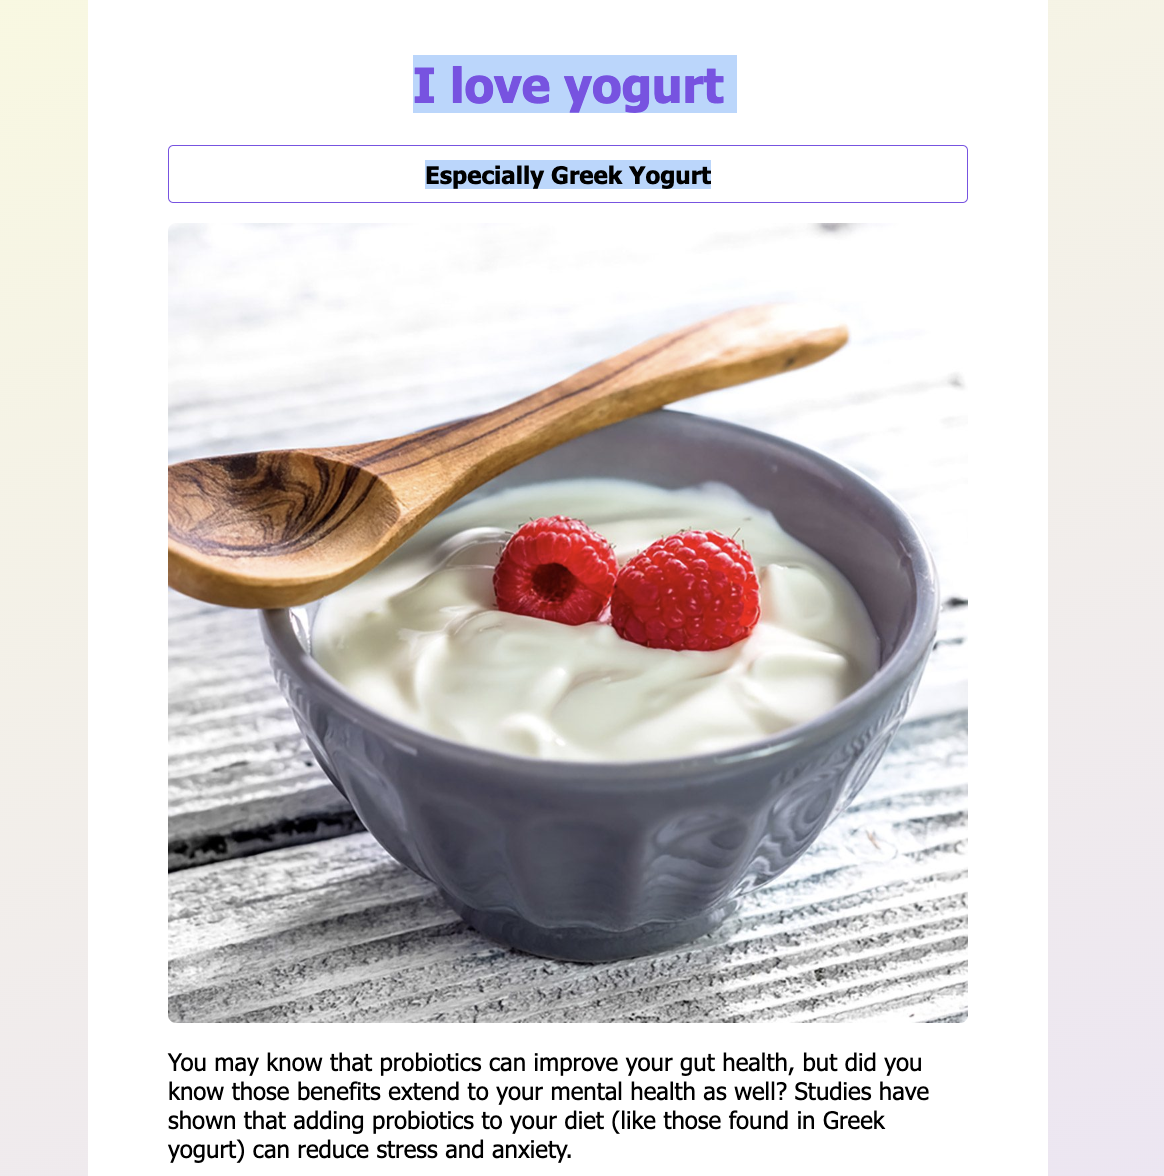 I love yogurt
Especially Greek Yogurt
You may know that probiotics can improve your gut health, but did you
know those benefits extend to your mental health as well? Studies have
shown that adding probiotics to your diet (like those found in Greek
yogurt) can reduce stress and anxiety.